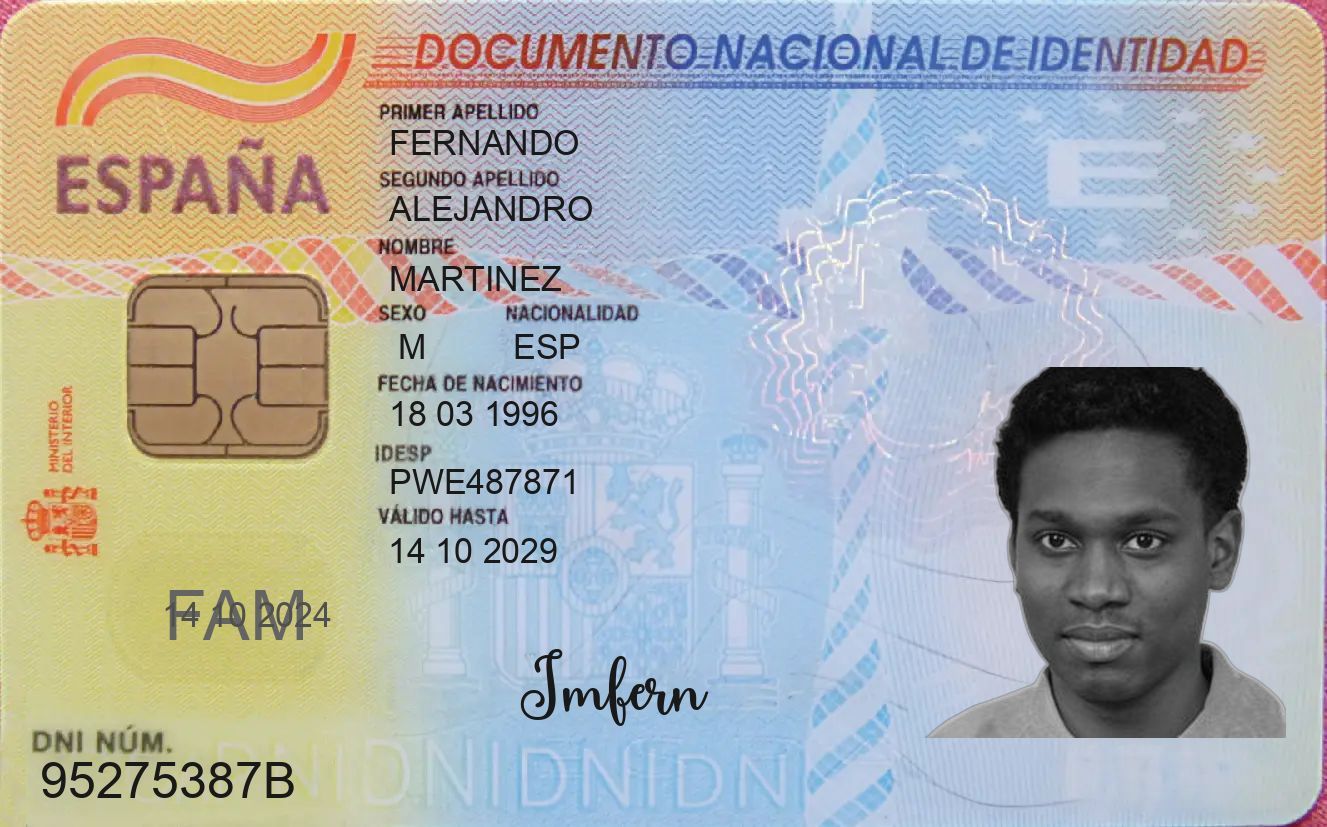 DOCUMENTO NACIONAL DE IDENTIDAD
ESPAÑA
PRIMER APELLIDO
FERNANDO
SEGUNDO APELLIDO
ALEJANDRO
NOMBRE
MARTINEZ
SEXO NACIONALIDAD
M ESP
FECHA DE NACIMIENTO
18 03 1996
IDESP
PWE487871
VÁLIDO HASTA
14 10 2029
MINISTERIO
DEL INTERIOR
E
FAM
14 10 2024
Jmfern
DNI NÚM.
95275387B
DNIDNIDNIDNI